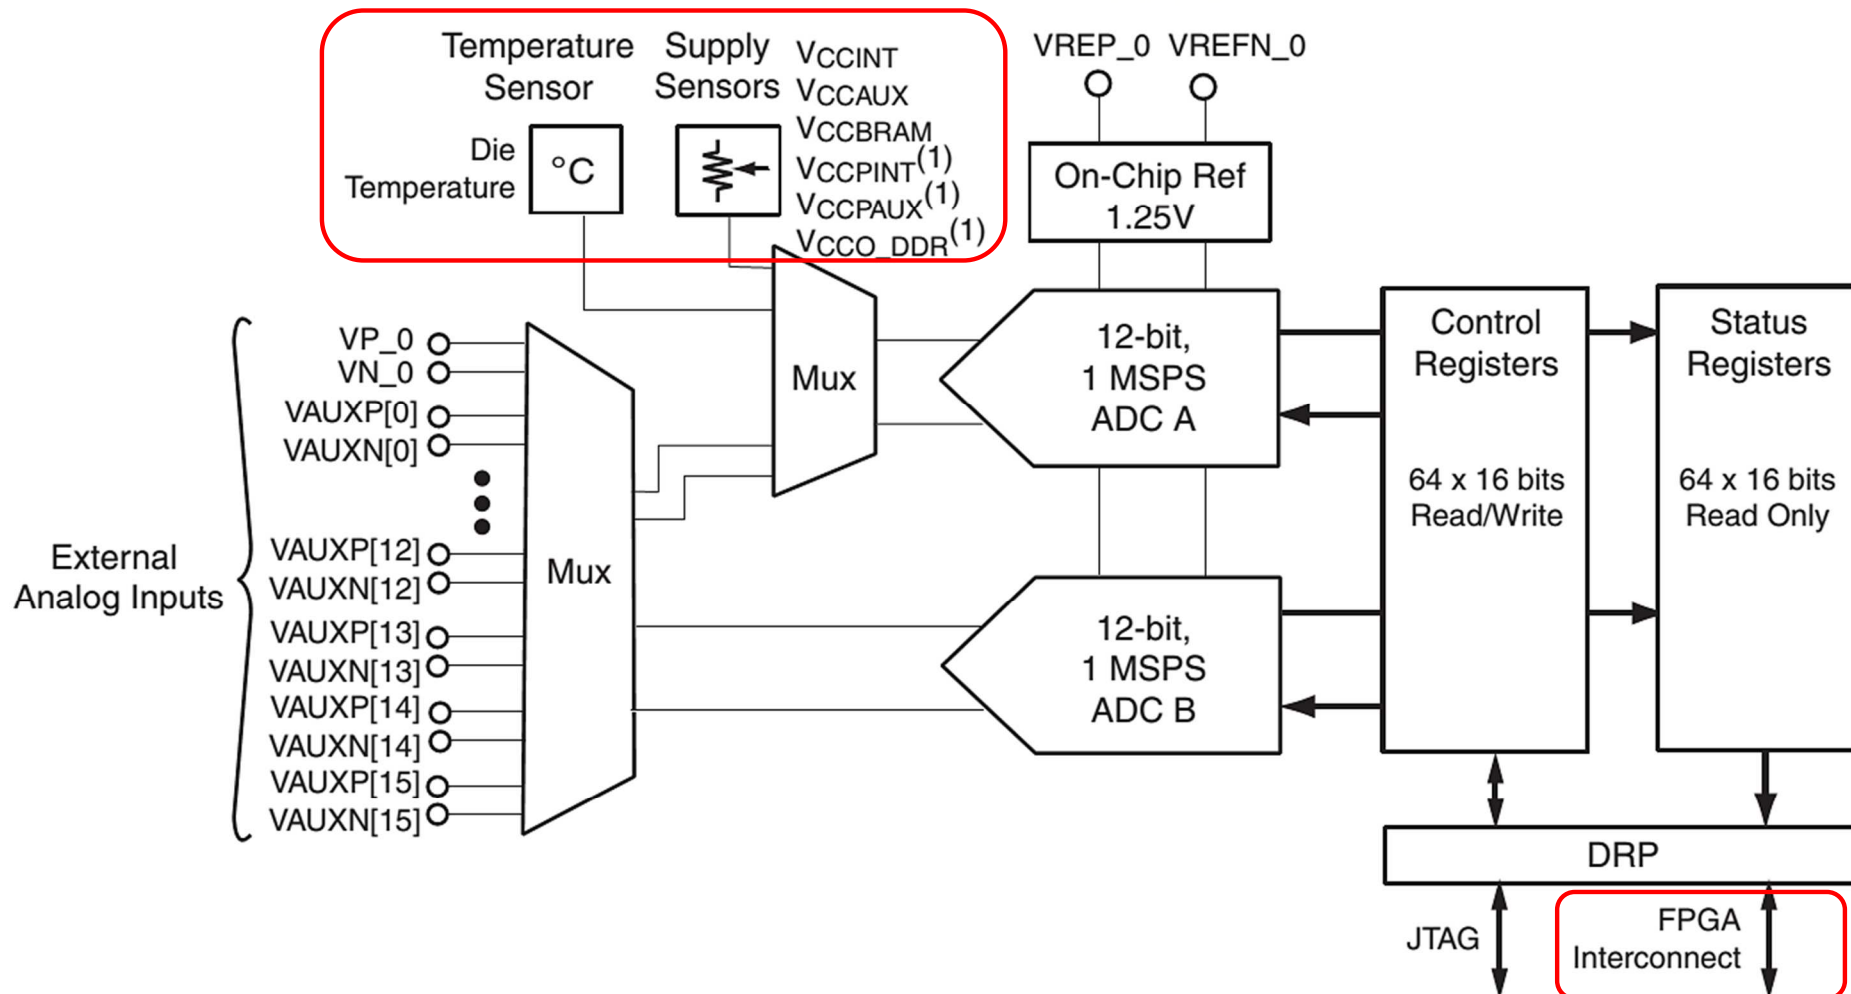 Temperature
Sensor
Supply
Sensors
VCCINT
VCCAUX
VCCBRAM
VCCPINT(1)
VCCPAUX(1)
VCCO_DDR(1)
Die
Temperature
°C
VREP_0 VREFN_0
On-Chip Ref
1.25V
External
Analog Inputs
VP_0
VN_0
VAUXP[0]
VAUXN[0]
VAUXP[12]
VAUXN[12]
VAUXP[13]
VAUXN[13]
VAUXP[14]
VAUXN[14]
VAUXP[15]
VAUXN[15]
Mux
Mux
12-bit,
1 MSPS
ADC A
12-bit,
1 MSPS
ADC B
Control
Registers
64 x 16 bits
Read/Write
Status
Registers
64 x 16 bits
Read Only
DRP
JTAG
FPGA
Interconnect